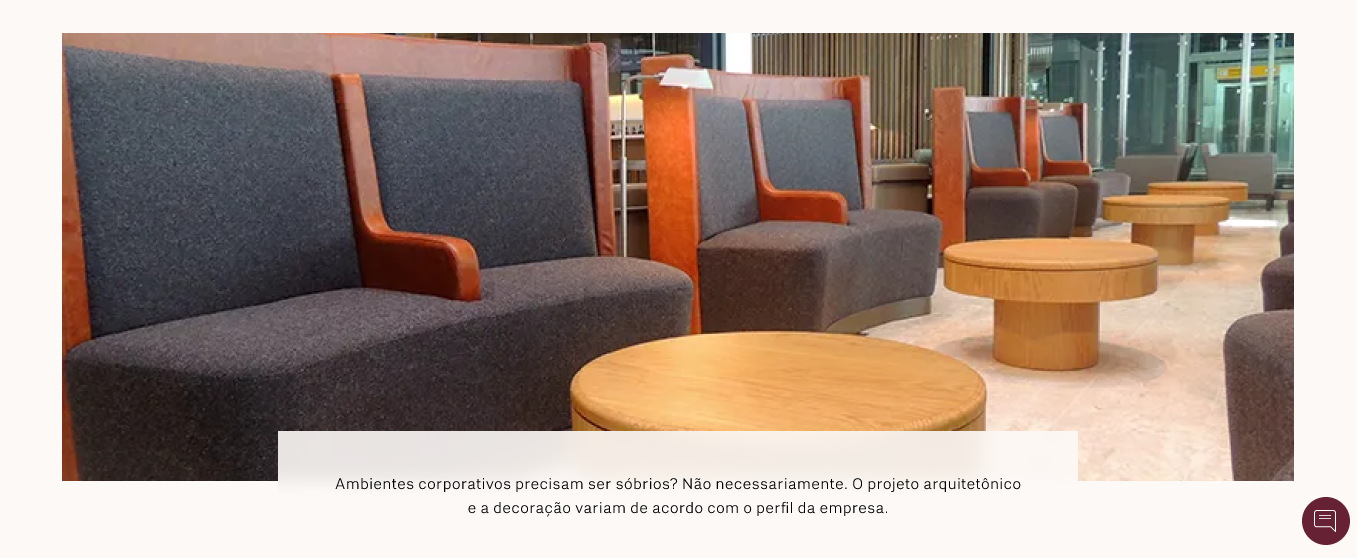 Ambientes corporativos precisam ser sóbrios? Não necessariamente. O projeto arquitetônico
e a decoração variam de acordo com o perfil da empresa.